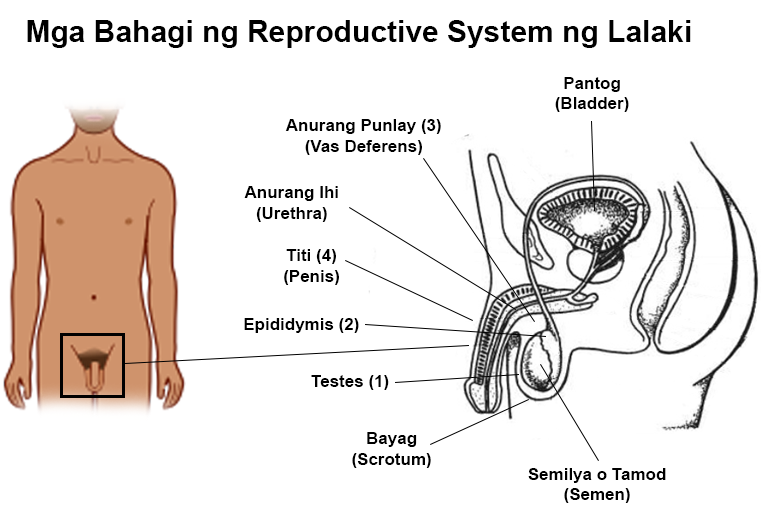 Mga Bahagi ng Reproductive System ng Lalaki
Pantog
(Bladder)
Anurang Punlay (3)
(Vas Deferens)
Anurang Ihi
(Urethra)
Titi (4)
(Penis)
Epididymis (2)
Testes (1)
Bayag
(Scrotum)
Semilya o Tamod
(Semen)